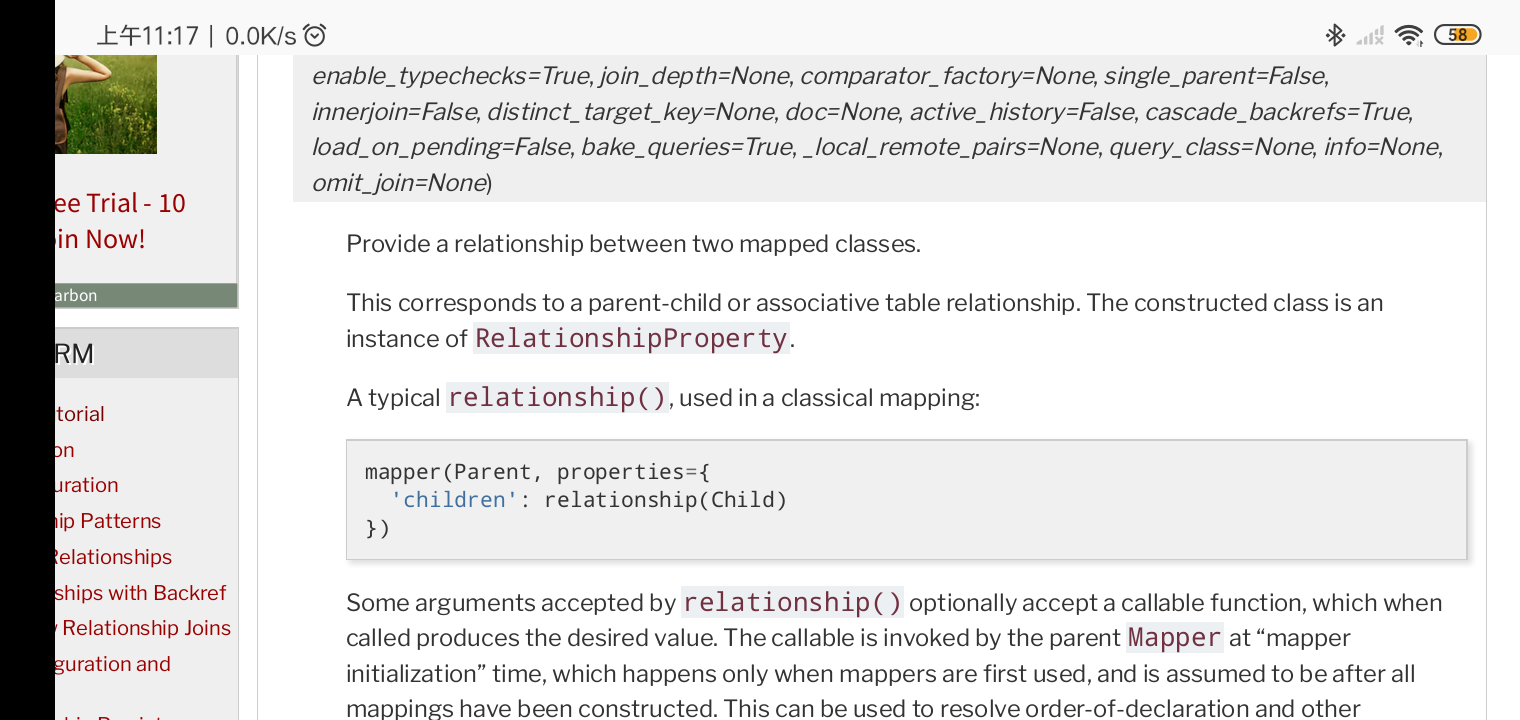 上午11:17 | 0.0K/s
58
enable_typechecks=True, join_depth=None, comparator_factory=None, single_parent=False,
innerjoin=False, distinct_target_key=None, doc=None, active_history=False, cascade_backrefs=True,
load_on_pending=False, bake_queries=True, _local_remote_pairs=None, query_class=None, info=None,
omit_join=None)
Provide a relationship between two mapped classes.
This corresponds to a parent-child or associative table relationship. The constructed class is an
instance of RelationshipProperty.
A typical relationship(), used in a classical mapping:
mapper(Parent, properties={
  'children': relationship(Child)
})
Some arguments accepted by relationship() optionally accept a callable function, which when
called produces the desired value. The callable is invoked by the parent Mapper at “mapper
initialization” time, which happens only when mappers are first used, and is assumed to be after all
mappings have been constructed. This can be used to resolve order-of-declaration and other
ee Trial - 10
in Now!
arbon
RM
torial
on
uration
ip Patterns
Relationships
ships with Backref
Relationship Joins
guration and